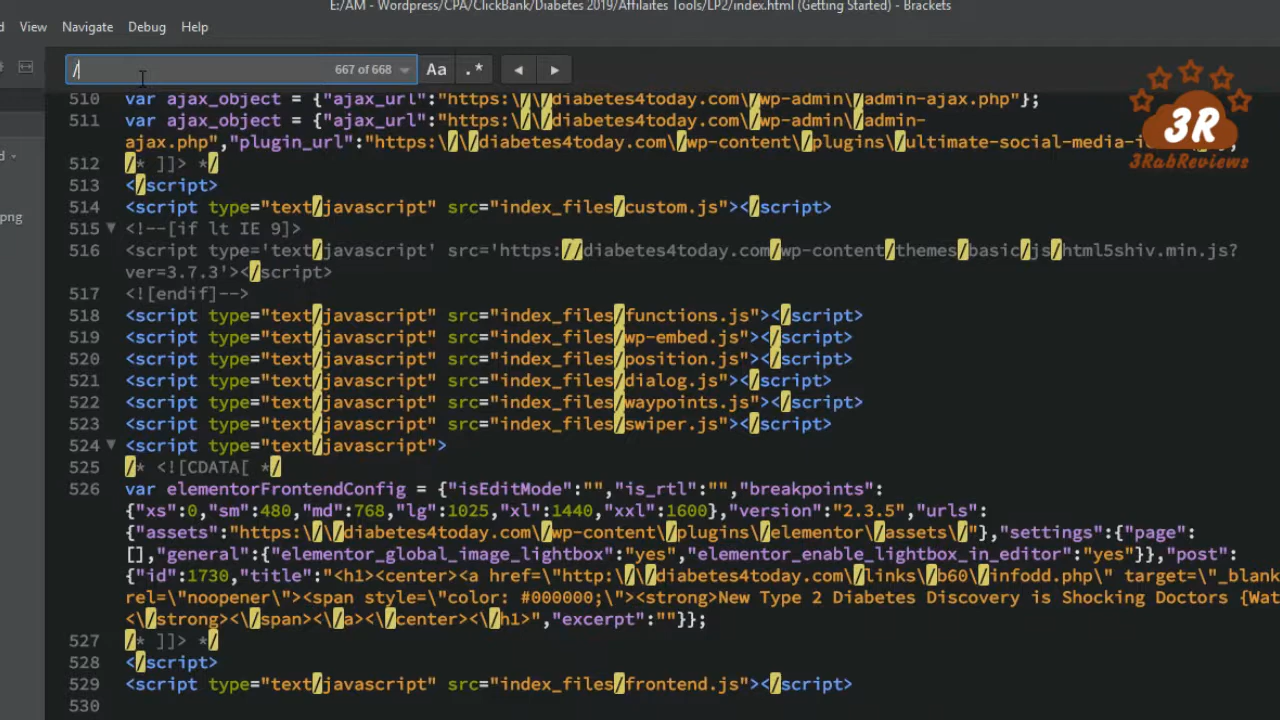 E:/AM - Wordpress/CPA/ClickBank/Diabetes 2019/Affilaites Tools/LP2/index.html (Getting Started) - Brackets
d View Navigate Debug Help
/ 667 of 668 Aa .*
510 var ajax_object = {"ajax_url":"https:\/\/diabetes4today.com\/wp-admin\/admin-ajax.php"};
511 var ajax_object = {"ajax_url":"https:\/\/diabetes4today.com\/wp-admin\/admin-
ajax.php","plugin_url":"https:\/\/diabetes4today.com\/wp-content\/plugins\/ultimate-social-media-i
512 /* ]]> */
513 </script>
514 <script type="text/javascript" src="index_files/custom.js"></script>
515 <!--[if lt IE 9]>
516 <script type='text/javascript' src='https://diabetes4today.com/wp-content/themes/basic/js/html5shiv.min.js?
ver=3.7.3'></script>
517 <![endif]-->
518 <script type="text/javascript" src="index_files/functions.js"></script>
519 <script type="text/javascript" src="index_files/wp-embed.js"></script>
520 <script type="text/javascript" src="index_files/position.js"></script>
521 <script type="text/javascript" src="index_files/dialog.js"></script>
522 <script type="text/javascript" src="index_files/waypoints.js"></script>
523 <script type="text/javascript" src="index_files/swiper.js"></script>
524 <script type="text/javascript">
525 /* <![CDATA[ */
526 var elementorFrontendConfig = {"isEditMode":"","is_rtl":"","breakpoints":
{"xs":0,"sm":480,"md":768,"lg":1025,"xl":1440,"xxl":1600},"version":"2.3.5","urls":
{"assets":"https:\/\/diabetes4today.com\/wp-content\/plugins\/elementor\/assets\/"},"settings":{"page":
[],"general":{"elementor_global_image_lightbox":"yes","elementor_enable_lightbox_in_editor":"yes"}},"post":
{"id":1730,"title":"<h1><center><a href=\"http:\/\/diabetes4today.com\/links\/b60\/infodd.php\" target=\"_blank
rel=\"noopener\"><span style=\"color: #000000;\"><strong>New Type 2 Diabetes Discovery is Shocking Doctors {Wat
<\/strong><\/span><\/a><\/center><\/h1>","excerpt":""}};
527 /* ]]> */
528 </script>
529 <script type="text/javascript" src="index_files/frontend.js"></script>
530
d
png
3R
3RabReviews